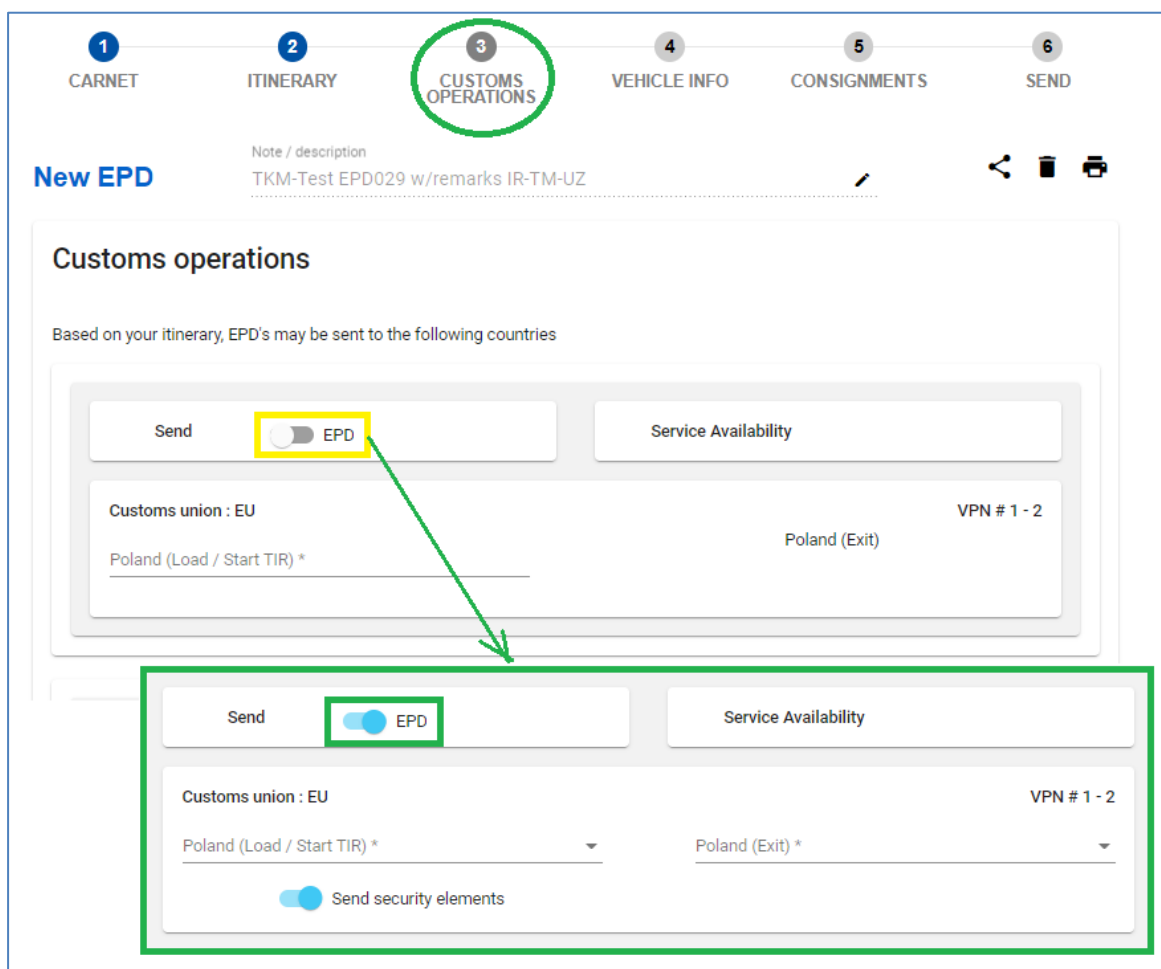 1 2 3 4 5 6
CARNET ITINERARY CUSTOMS OPERATIONS VEHICLE INFO CONSIGNMENTS SEND
New EPD
Note / description
TKM-Test EPD029 w/remarks IR-TM-UZ
Customs operations
Based on your itinerary, EPD's may be sent to the following countries
Send EPD Service Availability
Customs union : EU VPN # 1 - 2
Poland (Load / Start TIR) * Poland (Exit)
Send EPD Service Availability
Customs union : EU VPN # 1 - 2
Poland (Load / Start TIR) * Poland (Exit) *
Send security elements